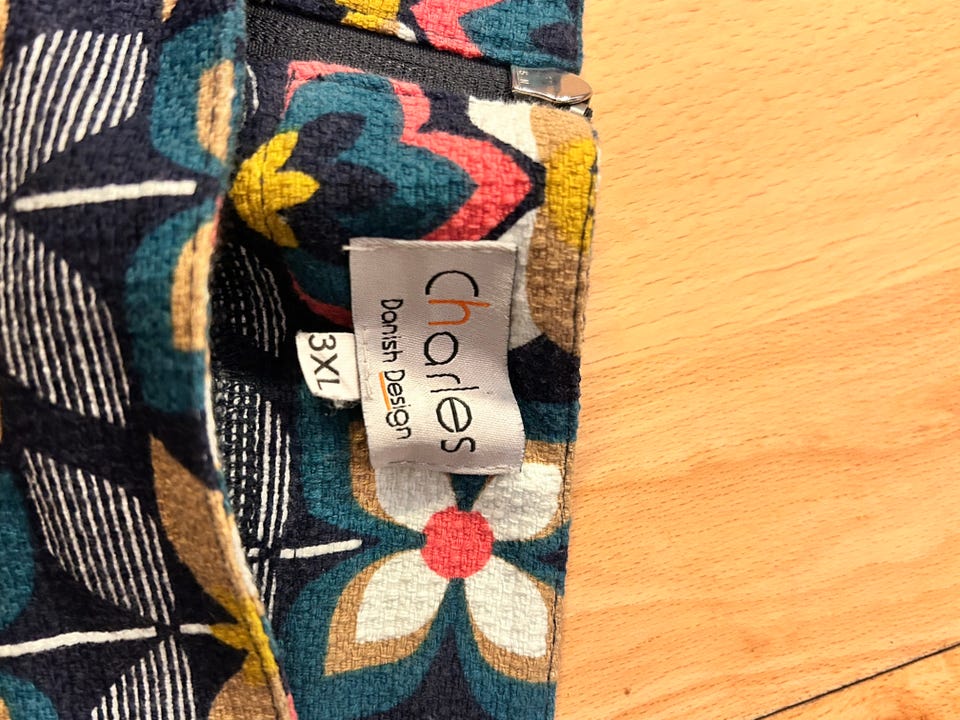 Charles
Danish Design
3XL